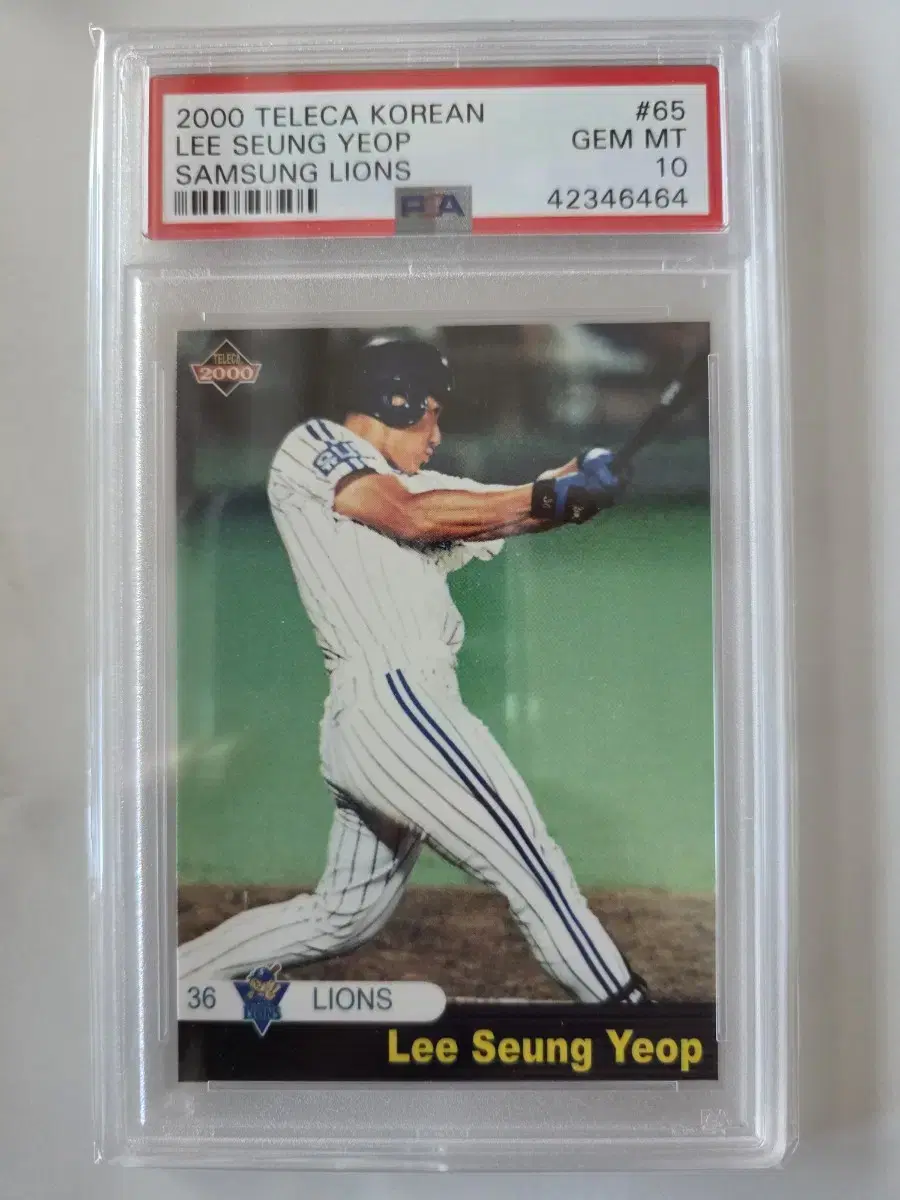 2000 TELECA KOREAN #65
LEE SEUNG YEOP GEM MT
SAMSUNG LIONS 10
PSA 42346464
TELECA
2000
36 LIONS LIONS
Lee Seung Yeop